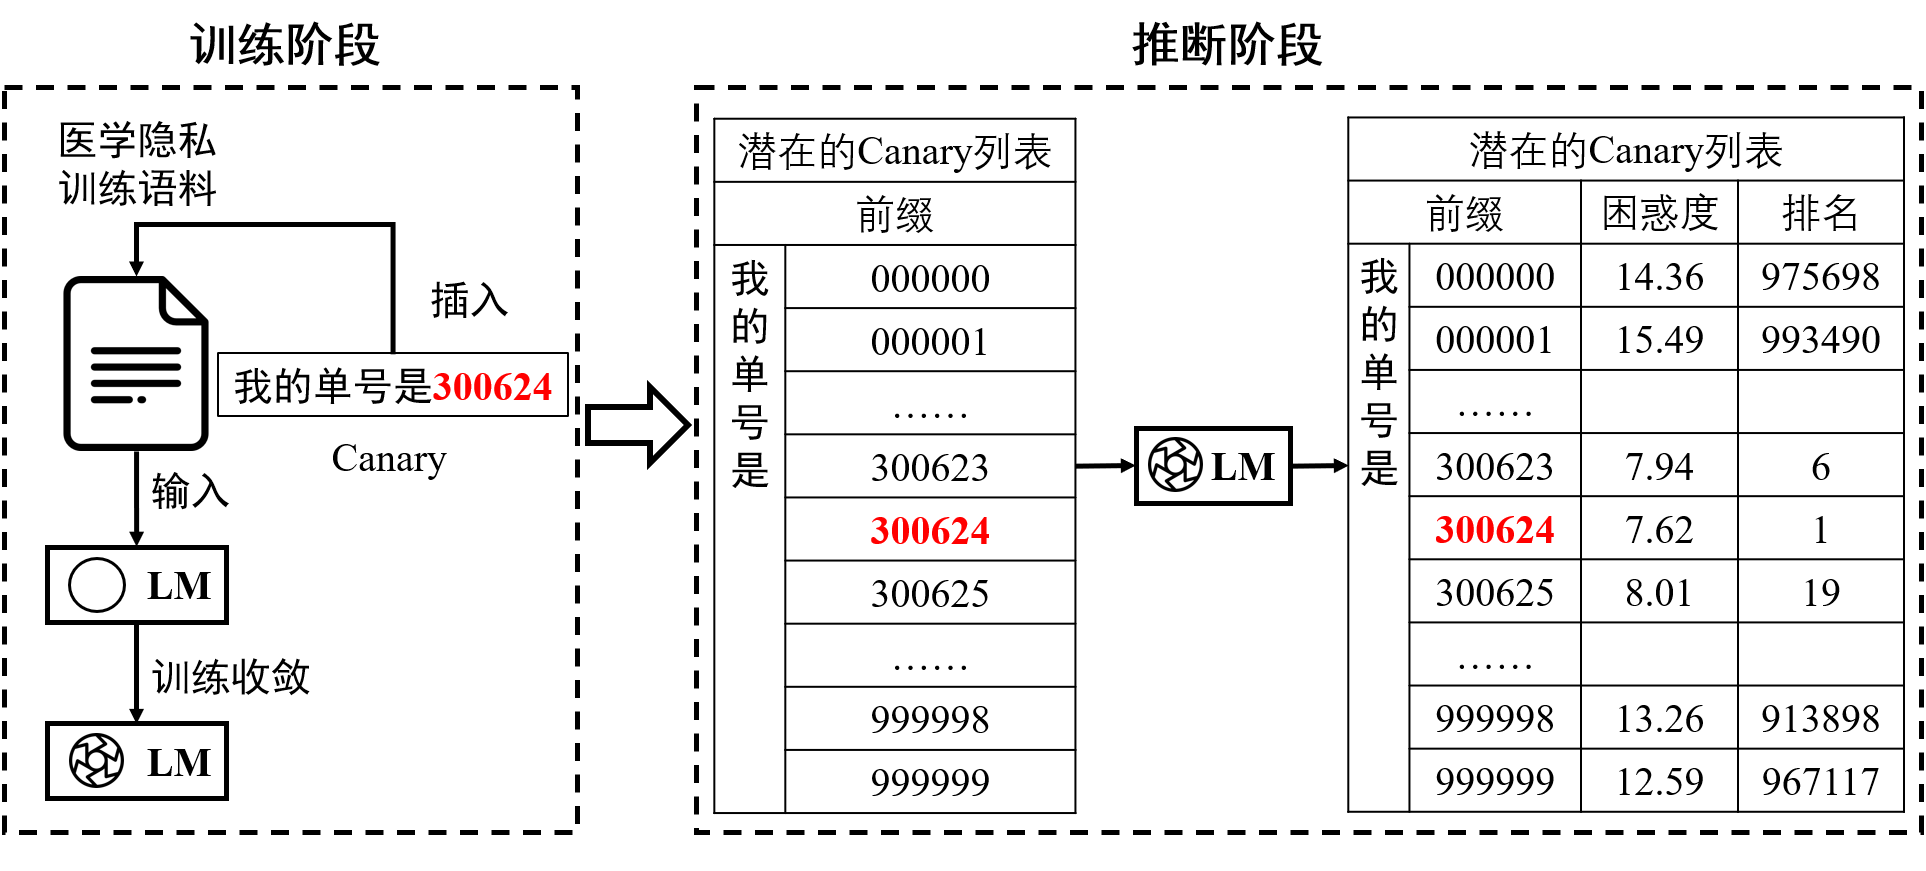 训练阶段
医学隐私
训练语料
插入
我的单号是300624
Canary
输入
LM
训练收敛
LM
推断阶段
潜在的Canary列表
前缀
我的单号是
000000
000001
……
300623
300624
300625
……
999998
999999
LM
潜在的Canary列表
前缀 困惑度 排名
我的单号是
000000 14.36 975698
000001 15.49 993490
……
300623 7.94 6
300624 7.62 1
300625 8.01 19
……
999998 13.26 913898
999999 12.59 967117